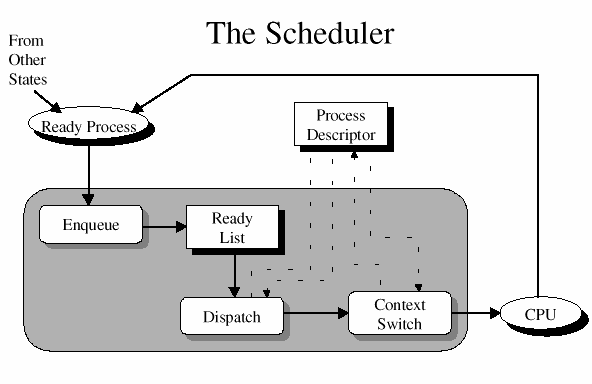 The Scheduler
From
Other
States
Ready Process
Process
Descriptor
Enqueue
Ready
List
Dispatch
Context
Switch
CPU